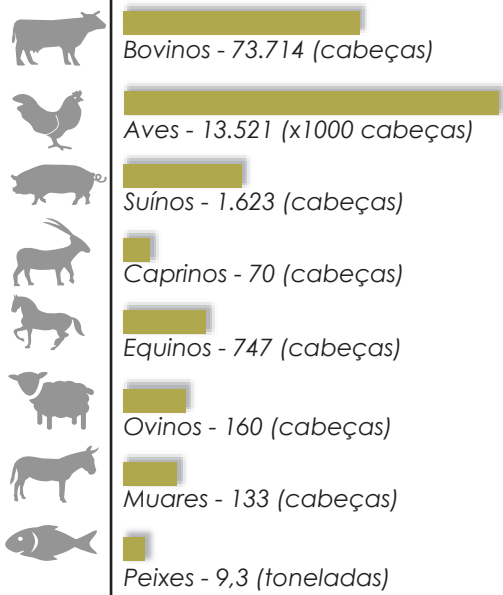 Bovinos - 73.714 (cabeças)
Aves - 13.521 (x1000 cabeças)
Suínos - 1.623 (cabeças)
Caprinos - 70 (cabeças)
Equinos - 747 (cabeças)
Ovinos - 160 (cabeças)
Muares - 133 (cabeças)
Peixes - 9,3 (toneladas)